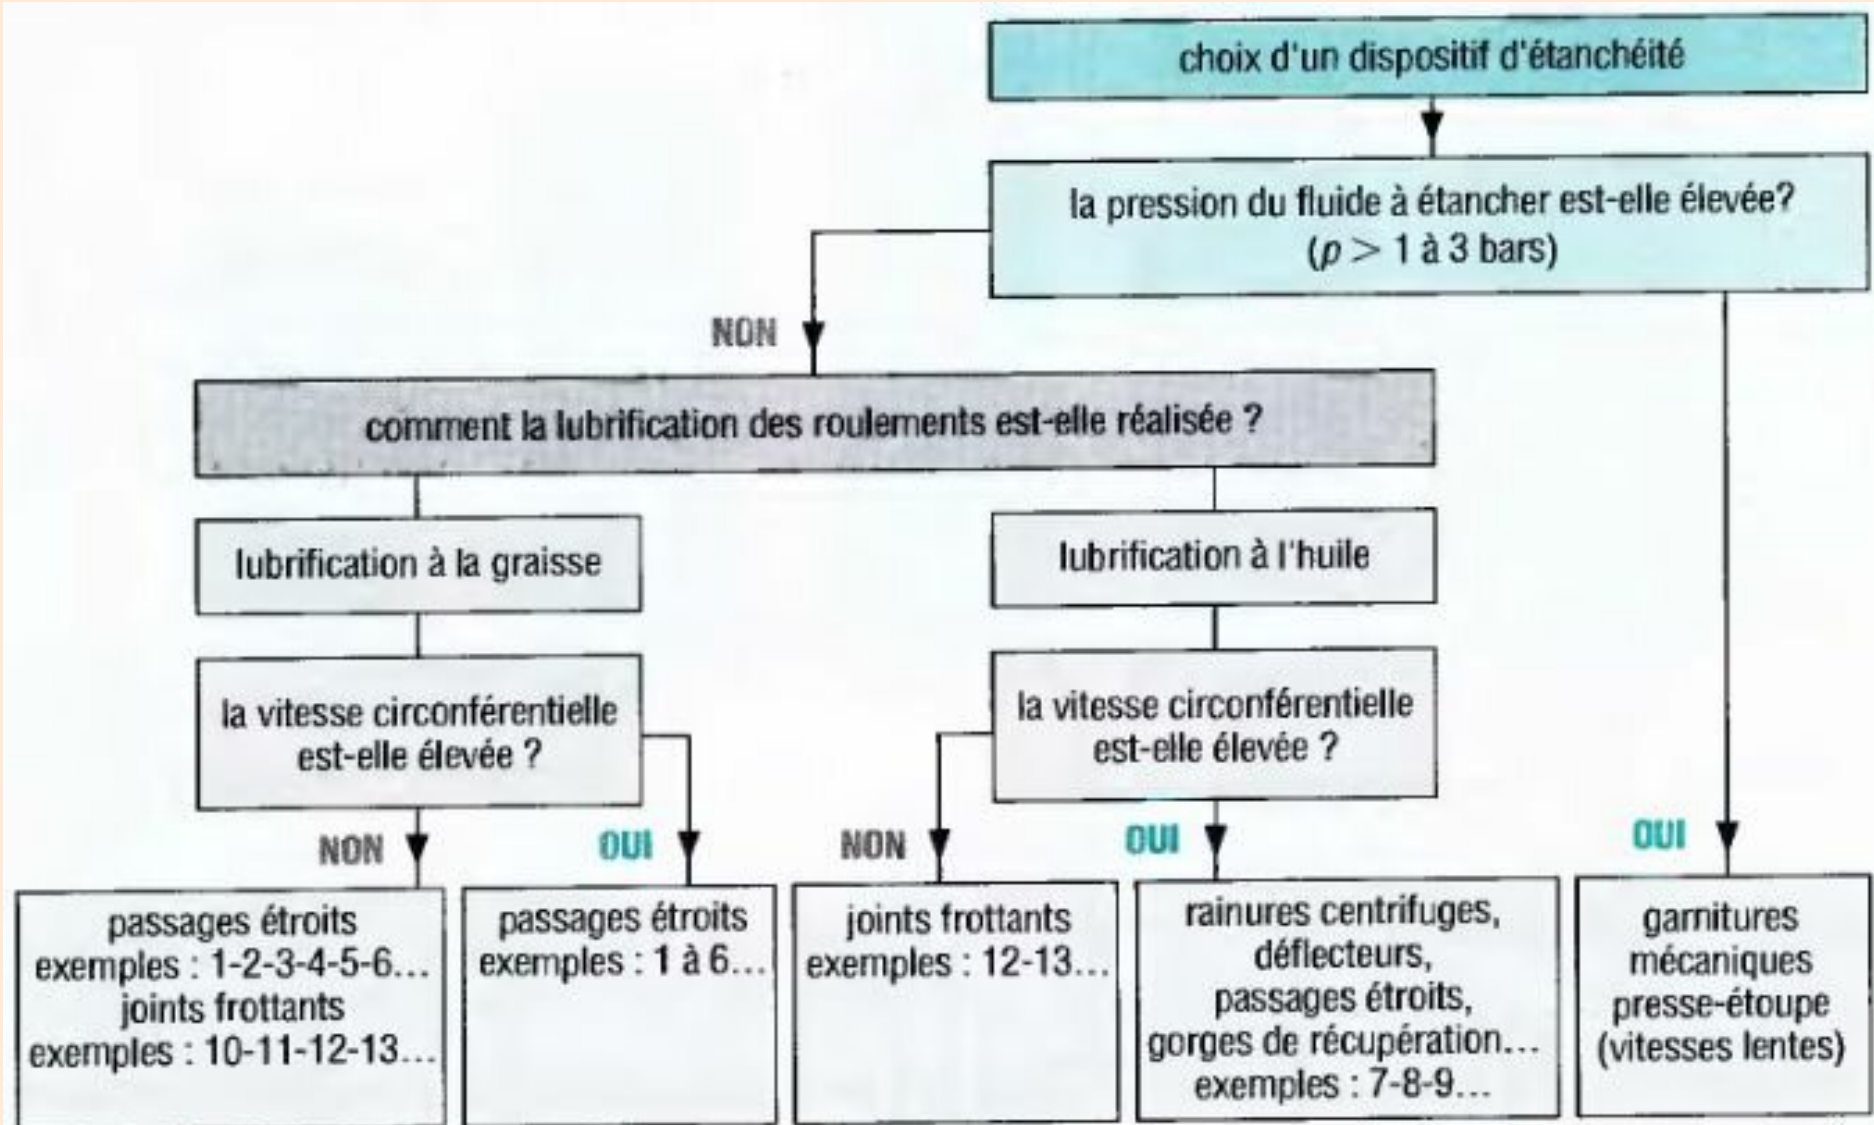 choix d'un dispositif d'étanchéité
la pression du fluide à étancher est-elle élevée?
(p > 1 à 3 bars)
NON
comment la lubrification des roulements est-elle réalisée ?
lubrification à la graisse
lubrification à l'huile
la vitesse circonférentielle
est-elle élevée ?
la vitesse circonférentielle
est-elle élevée ?
NON
OUI
NON
OUI
OUI
passages étroits
exemples : 1-2-3-4-5-6...
joints frottants
exemples : 10-11-12-13...
passages étroits
exemples : 1 à 6...
joints frottants
exemples : 12-13...
rainures centrifuges,
déflecteurs,
passages étroits,
gorges de récupération...
exemples : 7-8-9...
garnitures
mécaniques
presse-étoupe
(vitesses lentes)